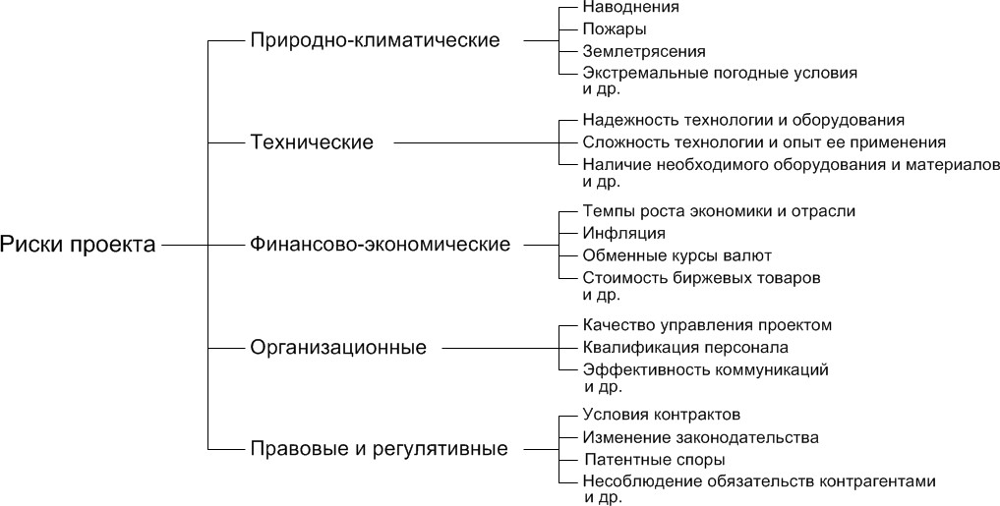 Риски проекта
Природно-климатические
Наводнения
Пожары
Землетрясения
Экстремальные погодные условия
и др.
Технические
Надежность технологии и оборудования
Сложность технологии и опыт ее применения
Наличие необходимого оборудования и материалов
и др.
Финансово-экономические
Темпы роста экономики и отрасли
Инфляция
Обменные курсы валют
Стоимость биржевых товаров
и др.
Организационные
Качество управления проектом
Квалификация персонала
Эффективность коммуникаций
и др.
Правовые и регулятивные
Условия контрактов
Изменение законодательства
Патентные споры
Несоблюдение обязательств контрагентами
и др.